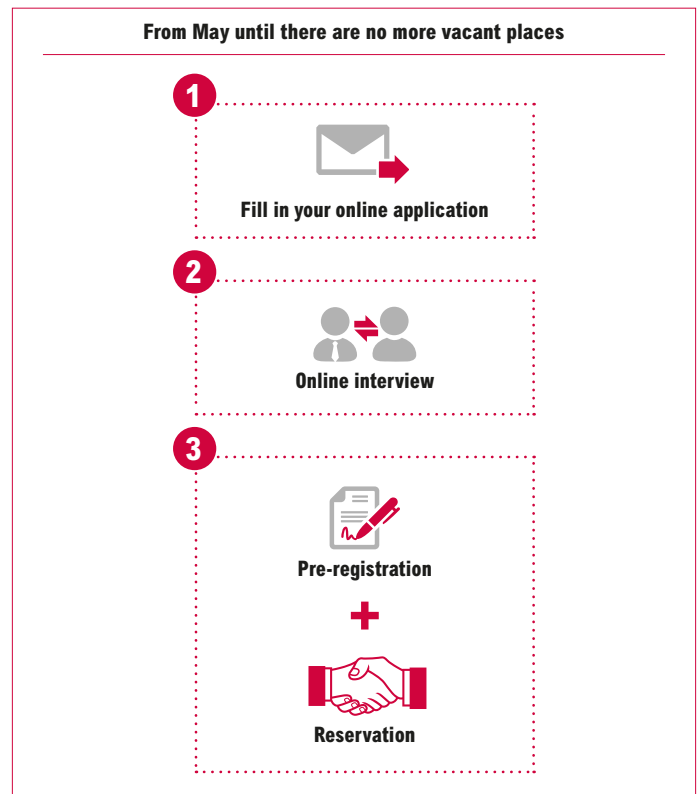 From May until there are no more vacant places
1
Fill in your online application
2
Online interview
3
Pre-registration
+
Reservation